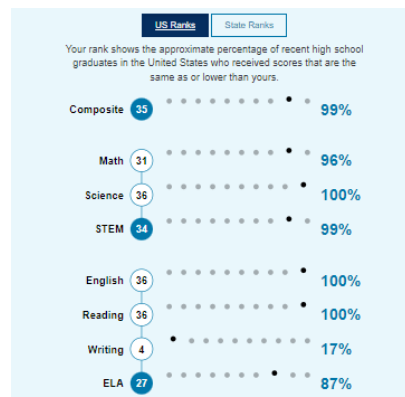 US Ranks State Ranks
Your rank shows the approximate percentage of recent high school
graduates in the United States who received scores that are the
same as or lower than yours.
Composite 35 99%
Math 31 96%
Science 36 100%
STEM 34 99%
English 36 100%
Reading 36 100%
Writing 4 17%
ELA 27 87%